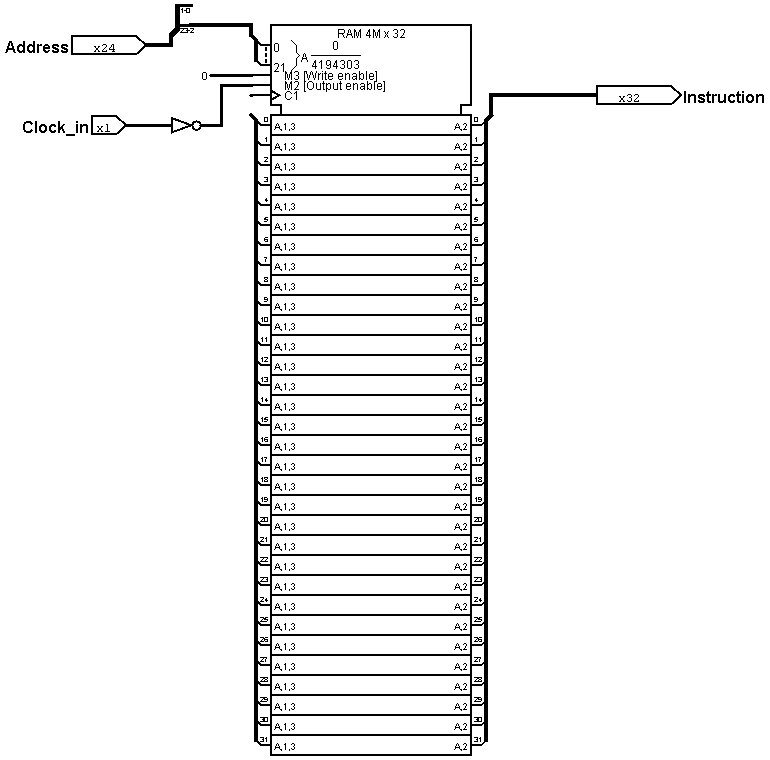 1-0
23-2
Address x24
RAM 4M x 32
0
0
A
4194303
21
M3 [Write enable]
0
M2 [Output enable]
C1
x32 Instruction
Clock_in x1
0 A,1,3 A,2 0
1 A,1,3 A,2 1
2 A,1,3 A,2 2
3 A,1,3 A,2 3
4 A,1,3 A,2 4
5 A,1,3 A,2 5
6 A,1,3 A,2 6
7 A,1,3 A,2 7
8 A,1,3 A,2 8
9 A,1,3 A,2 9
10 A,1,3 A,2 10
11 A,1,3 A,2 11
12 A,1,3 A,2 12
13 A,1,3 A,2 13
14 A,1,3 A,2 14
15 A,1,3 A,2 15
16 A,1,3 A,2 16
17 A,1,3 A,2 17
18 A,1,3 A,2 18
19 A,1,3 A,2 19
20 A,1,3 A,2 20
21 A,1,3 A,2 21
22 A,1,3 A,2 22
23 A,1,3 A,2 23
24 A,1,3 A,2 24
25 A,1,3 A,2 25
26 A,1,3 A,2 26
27 A,1,3 A,2 27
28 A,1,3 A,2 28
29 A,1,3 A,2 29
30 A,1,3 A,2 30
31 A,1,3 A,2 31